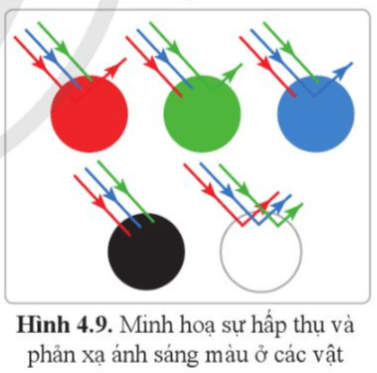 Hình 4.9. Minh hoạ sự hấp thụ và
phản xạ ánh sáng màu ở các vật